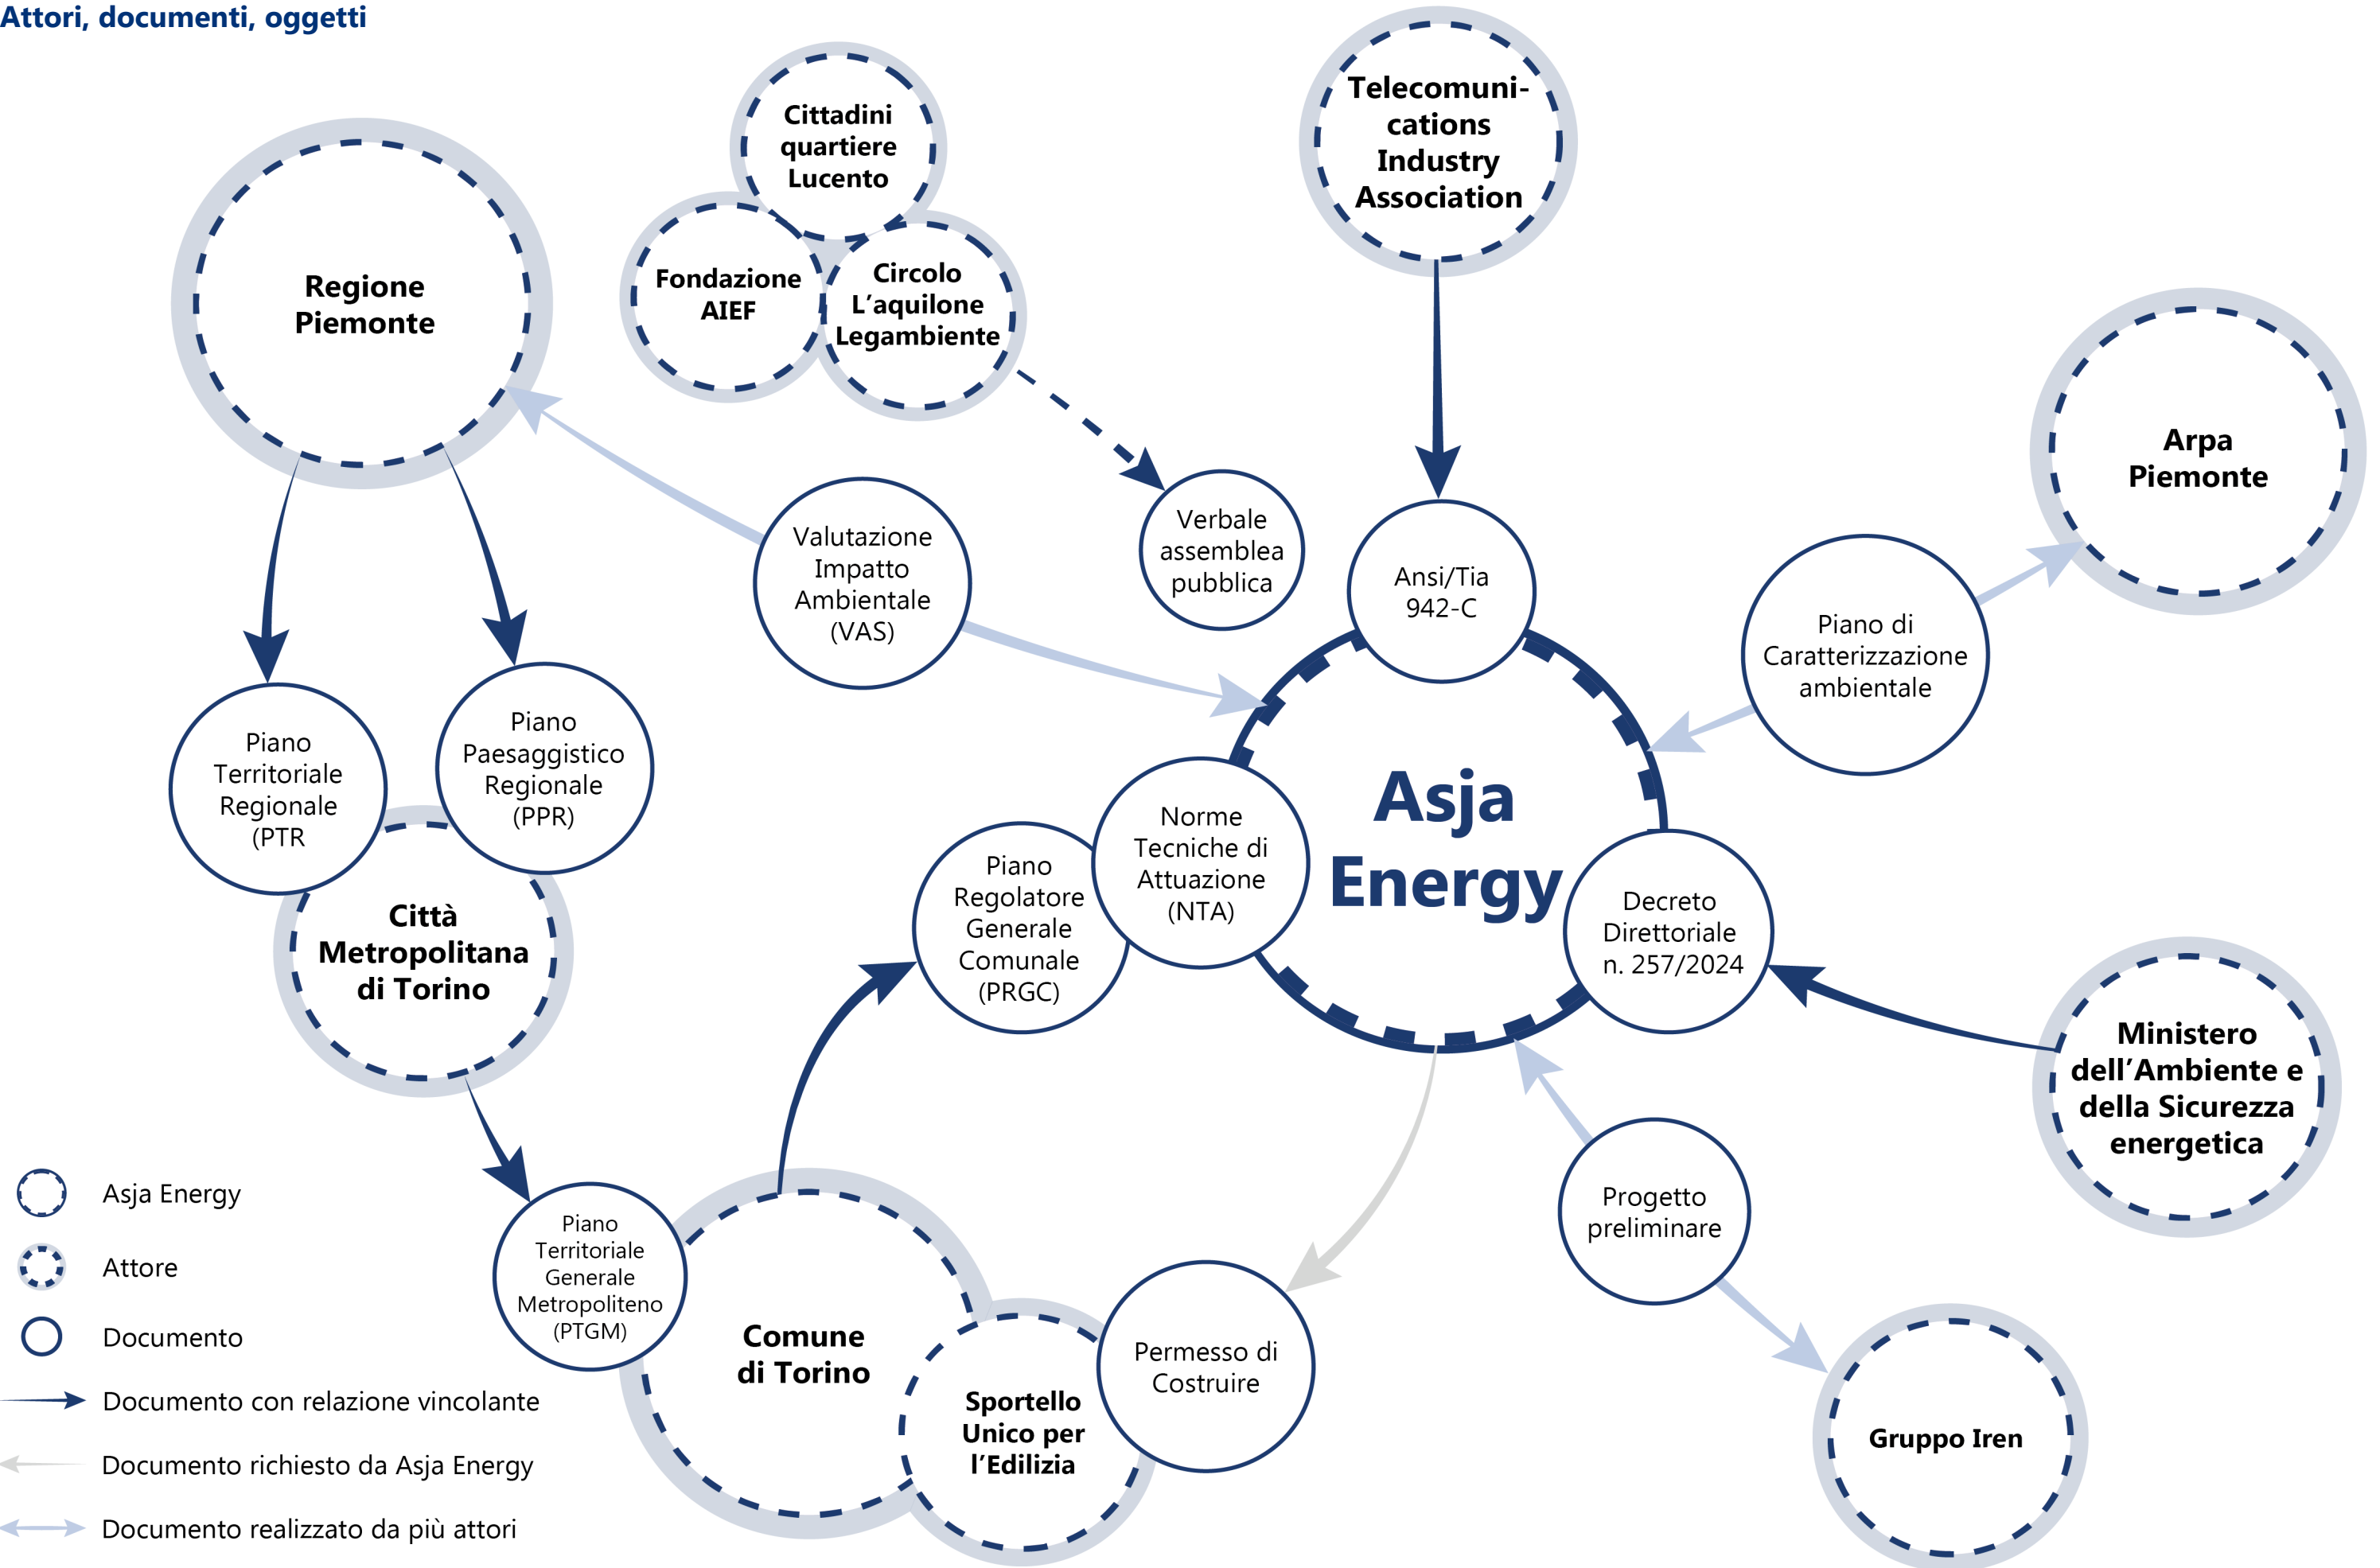 Attori, documenti, oggetti
Cittadini
quartiere
Lucento
Fondazione
AIEF
Circolo
L’aquilone
Legambiente
Telecomuni-
cations
Industry
Association
Regione
Piemonte
Arpa
Piemonte
Valutazione
Impatto
Ambientale
(VAS)
Verbale
assemblea
pubblica
Ansi/Tia
942-C
Piano di
Caratterizzazione
ambientale
Piano
Territoriale
Regionale
(PTR
Piano
Paesaggistico
Regionale
(PPR)
Città
Metropolitana
di Torino
Piano
Regolatore
Generale
Comunale
(PRGC)
Norme
Tecniche di
Attuazione
(NTA)
Asja
Energy
Decreto
Direttoriale
n. 257/2024
Ministero
dell’Ambiente e
della Sicurezza
energetica
Piano
Territoriale
Generale
Metropoliteno
(PTGM)
Comune
di Torino
Sportello
Unico per
l’Edilizia
Permesso di
Costruire
Progetto
preliminare
Gruppo Iren
Asja Energy
Attore
Documento
Documento con relazione vincolante
Documento richiesto da Asja Energy
Documento realizzato da più attori